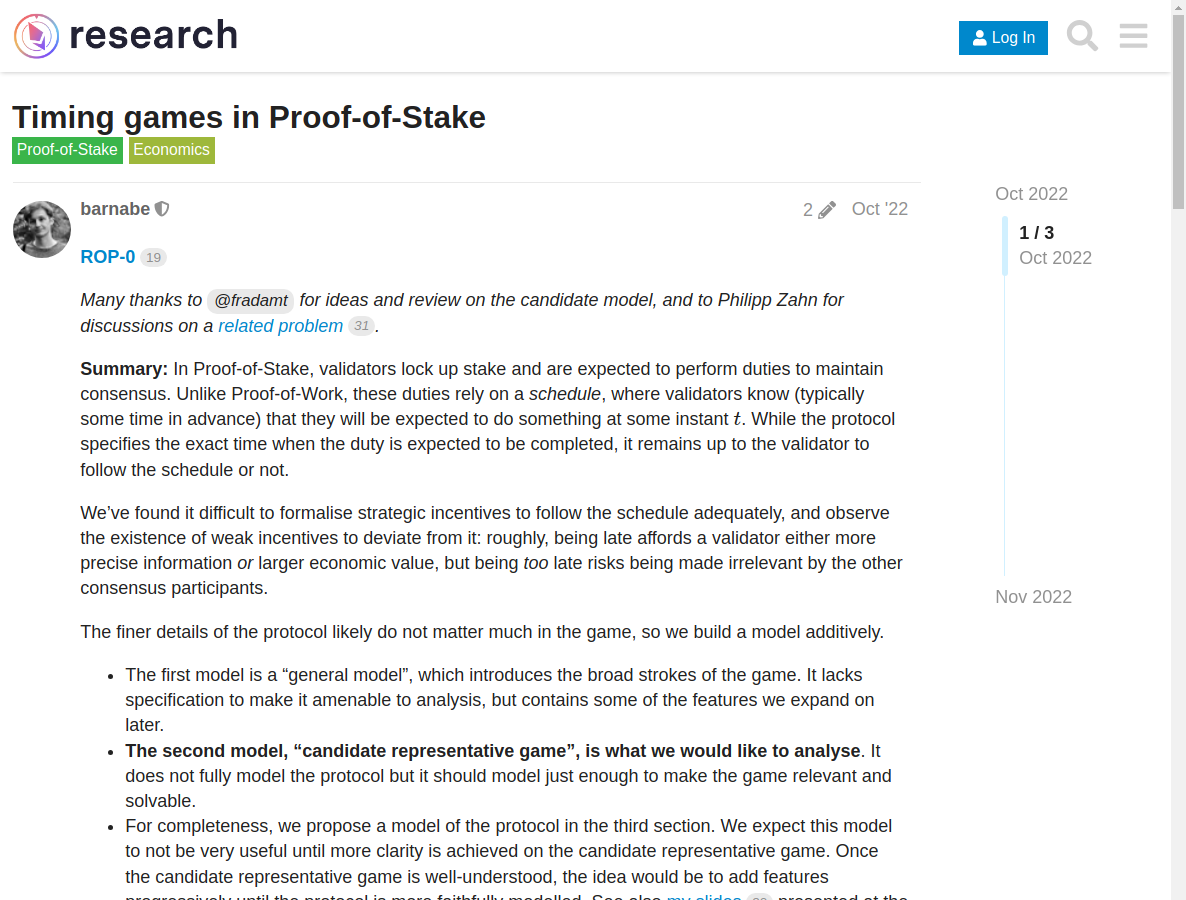 research
Log In
Timing games in Proof-of-Stake
Proof-of-Stake Economics
barnabe 2 Oct '22
ROP-0 19
Many thanks to @fradamt for ideas and review on the candidate model, and to Philipp Zahn for
discussions on a related problem 31.
Summary: In Proof-of-Stake, validators lock up stake and are expected to perform duties to maintain
consensus. Unlike Proof-of-Work, these duties rely on a schedule, where validators know (typically
some time in advance) that they will be expected to do something at some instant t. While the protocol
specifies the exact time when the duty is expected to be completed, it remains up to the validator to
follow the schedule or not.
We’ve found it difficult to formalise strategic incentives to follow the schedule adequately, and observe
the existence of weak incentives to deviate from it: roughly, being late affords a validator either more
precise information or larger economic value, but being too late risks being made irrelevant by the other
consensus participants.
The finer details of the protocol likely do not matter much in the game, so we build a model additively.
• The first model is a “general model”, which introduces the broad strokes of the game. It lacks
specification to make it amenable to analysis, but contains some of the features we expand on
later.
• The second model, “candidate representative game”, is what we would like to analyse. It
does not fully model the protocol but it should model just enough to make the game relevant and
solvable.
• For completeness, we propose a model of the protocol in the third section. We expect this model
to not be very useful until more clarity is achieved on the candidate representative game. Once
the candidate representative game is well-understood, the idea would be to add features
progressively until the protocol is more faithfully modelled. See also my slides presented at the
Oct 2022
1 / 3
Oct 2022
Nov 2022